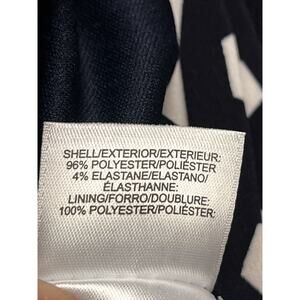 SHELL/EXTERIOR/EXTERIEUR:
96% POLYESTER/POLIÉSTER
4% ELASTANE/ELASTANO/
ÉLASTHANNE:
LINING/FORRO/DOUBLURE:
100% POLYESTER/POLIÉSTER: